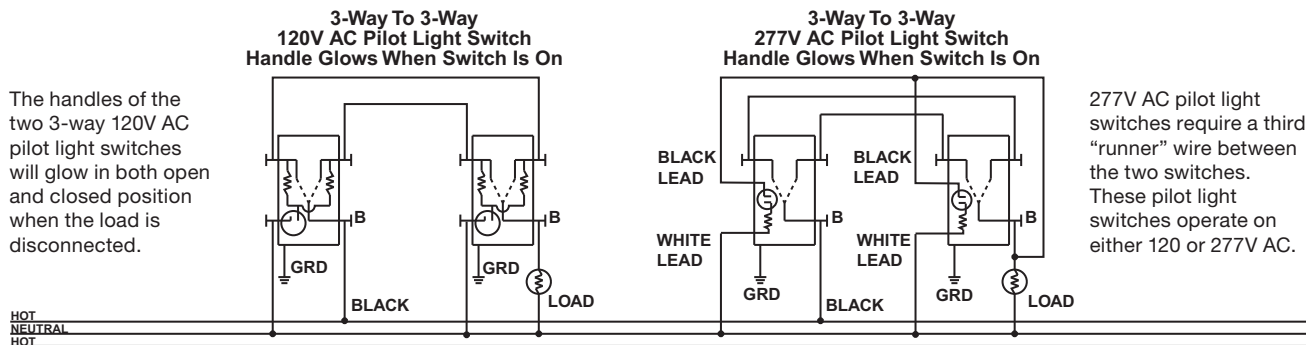 3-Way To 3-Way
120V AC Pilot Light Switch
Handle Glows When Switch Is On
The handles of the
two 3-way 120V AC
pilot light switches
will glow in both open
and closed position
when the load is
disconnected.
B
B
GRD
GRD
BLACK
LOAD
3-Way To 3-Way
277V AC Pilot Light Switch
Handle Glows When Switch Is On
BLACK
LEAD
BLACK
LEAD
B
B
WHITE
LEAD
WHITE
LEAD
GRD
GRD
BLACK
LOAD
277V AC pilot light
switches require a third
“runner” wire between
the two switches.
These pilot light
switches operate on
either 120 or 277V AC.
HOT
NEUTRAL
HOT